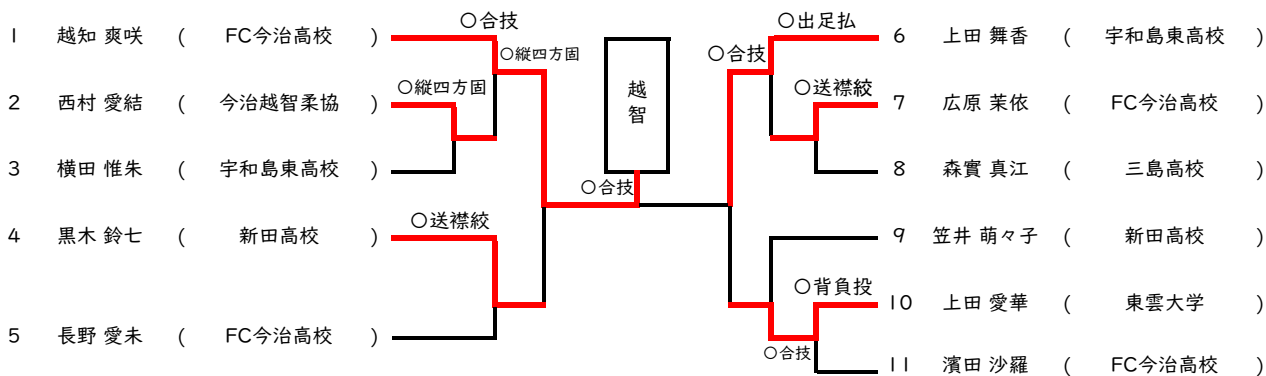 ○合技
○出足払
1 越知 爽咲 ( FC今治高校 )
6 上田 舞香 ( 宇和島東高校 )
○縦四方固
○合技
越智
○縦四方固
○送襟絞
2 西村 愛結 ( 今治越智柔協 )
7 広原 茉依 ( FC今治高校 )
3 横田 惟朱 ( 宇和島東高校 )
8 森實 真江 ( 三島高校 )
○合技
○送襟絞
4 黒木 鈴七 ( 新田高校 )
9 笠井 萌々子 ( 新田高校 )
○背負投
10 上田 愛華 ( 東雲大学 )
5 長野 愛未 ( FC今治高校 )
○合技
11 濱田 沙羅 ( FC今治高校 )